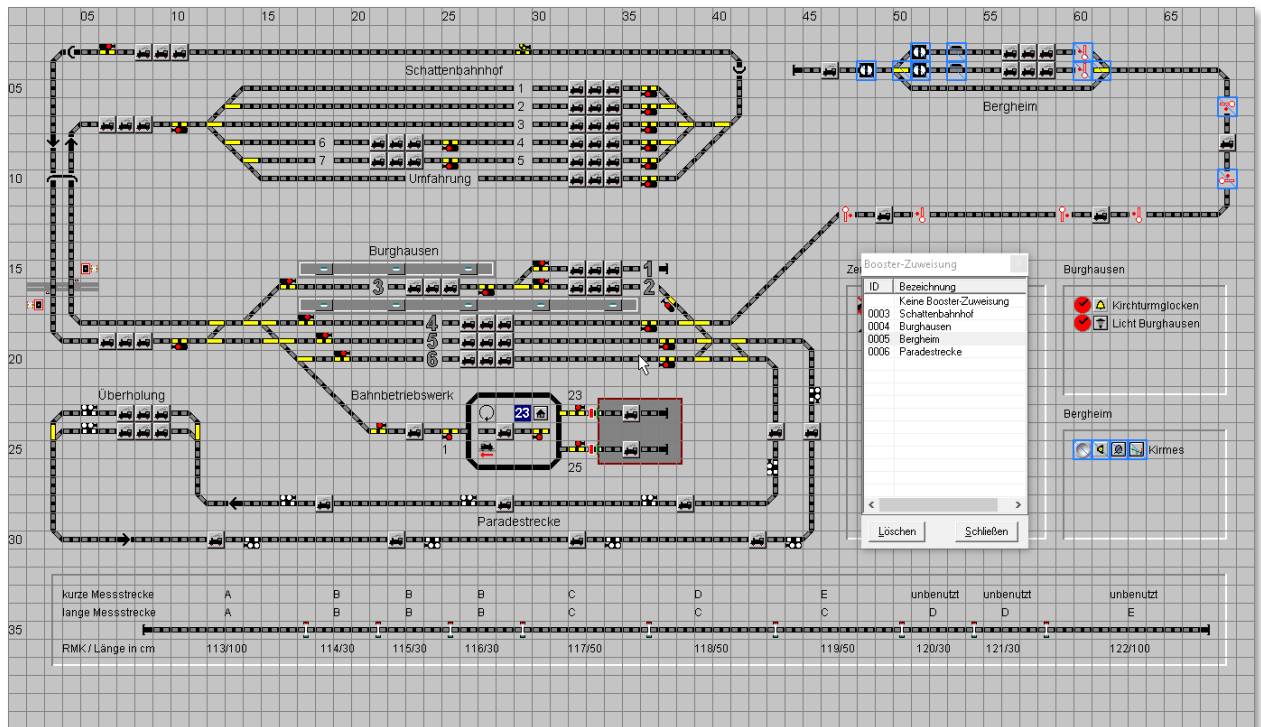 05 10 15 20 25 30 35 40 45 50 55 60 65
Schattenbahnhof
05
1
2
Bergheim
3
6 4
7 5
10
Umfahrung
Burghausen
15
1
3 2
4
5
6
20
Booster-Zuweisung
ID Bezeichnung
Keine Booster-Zuweisung
0003 Schattenbahnhof
0004 Burghausen
0005 Bergheim
0006 Paradestrecke
Löschen Schließen
Burghausen
Kirchturmglocken
Licht Burghausen
Bergheim
Kirmes
Überholung
Bahnbetriebswerk
23
23
25
1
25
Paradestrecke
30
kurze Messstrecke A B B B C D E unbenutzt unbenutzt unbenutzt
lange Messstrecke A B B B C C C D D E
35
RMK / Länge in cm 113/100 114/30 115/30 116/30 117/50 118/50 119/50 120/30 121/30 122/100